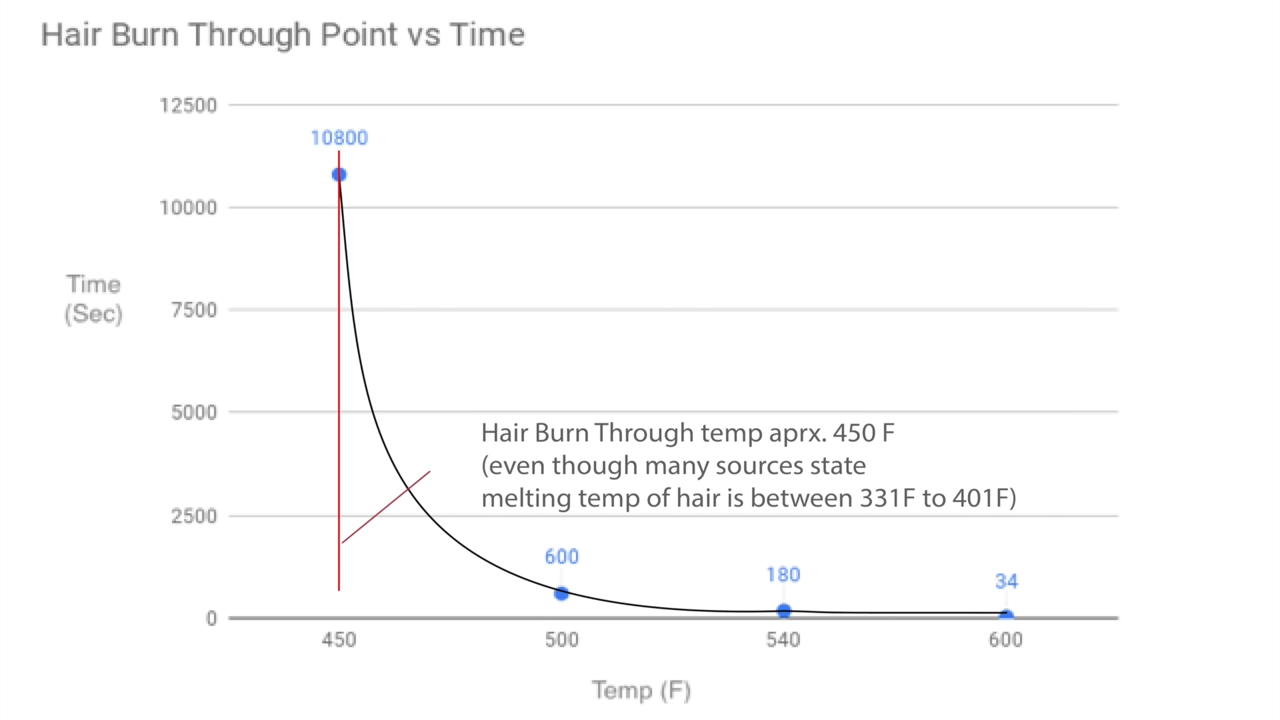 Hair Burn Through Point vs Time
12500
10800
10000
Time
(Sec)
7500
5000
Hair Burn Through temp aprx. 450 F
(even though many sources state
melting temp of hair is between 331F to 401F)
2500
600
180
34
0
450
500
540
600
Temp (F)